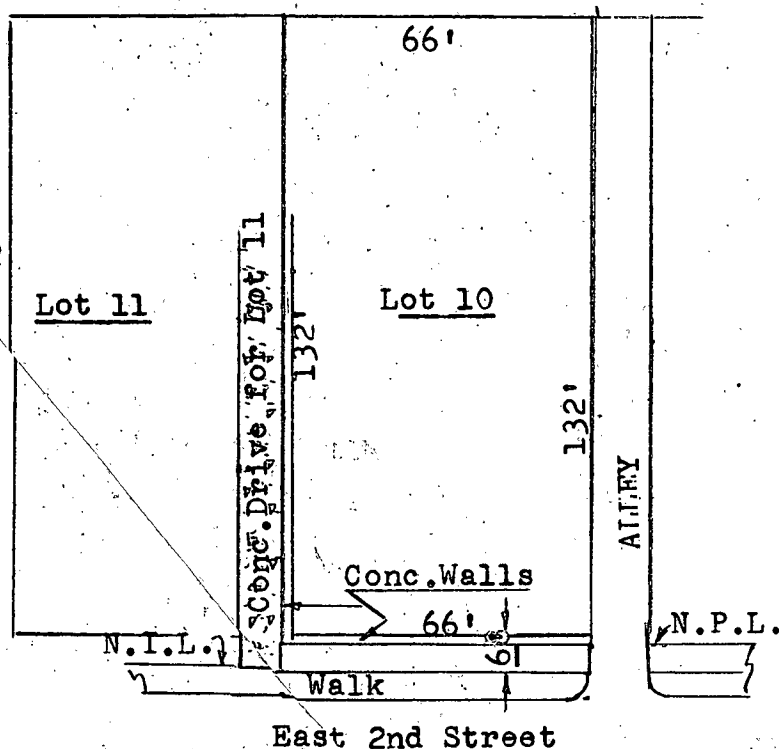 66'
Lot 11
Conc.Drive for Lot 11
132'
Lot 10
132'
ALLEY
Conc.Walls
66'
N.I.L.
N.P.L.
6'
Walk
East 2nd Street